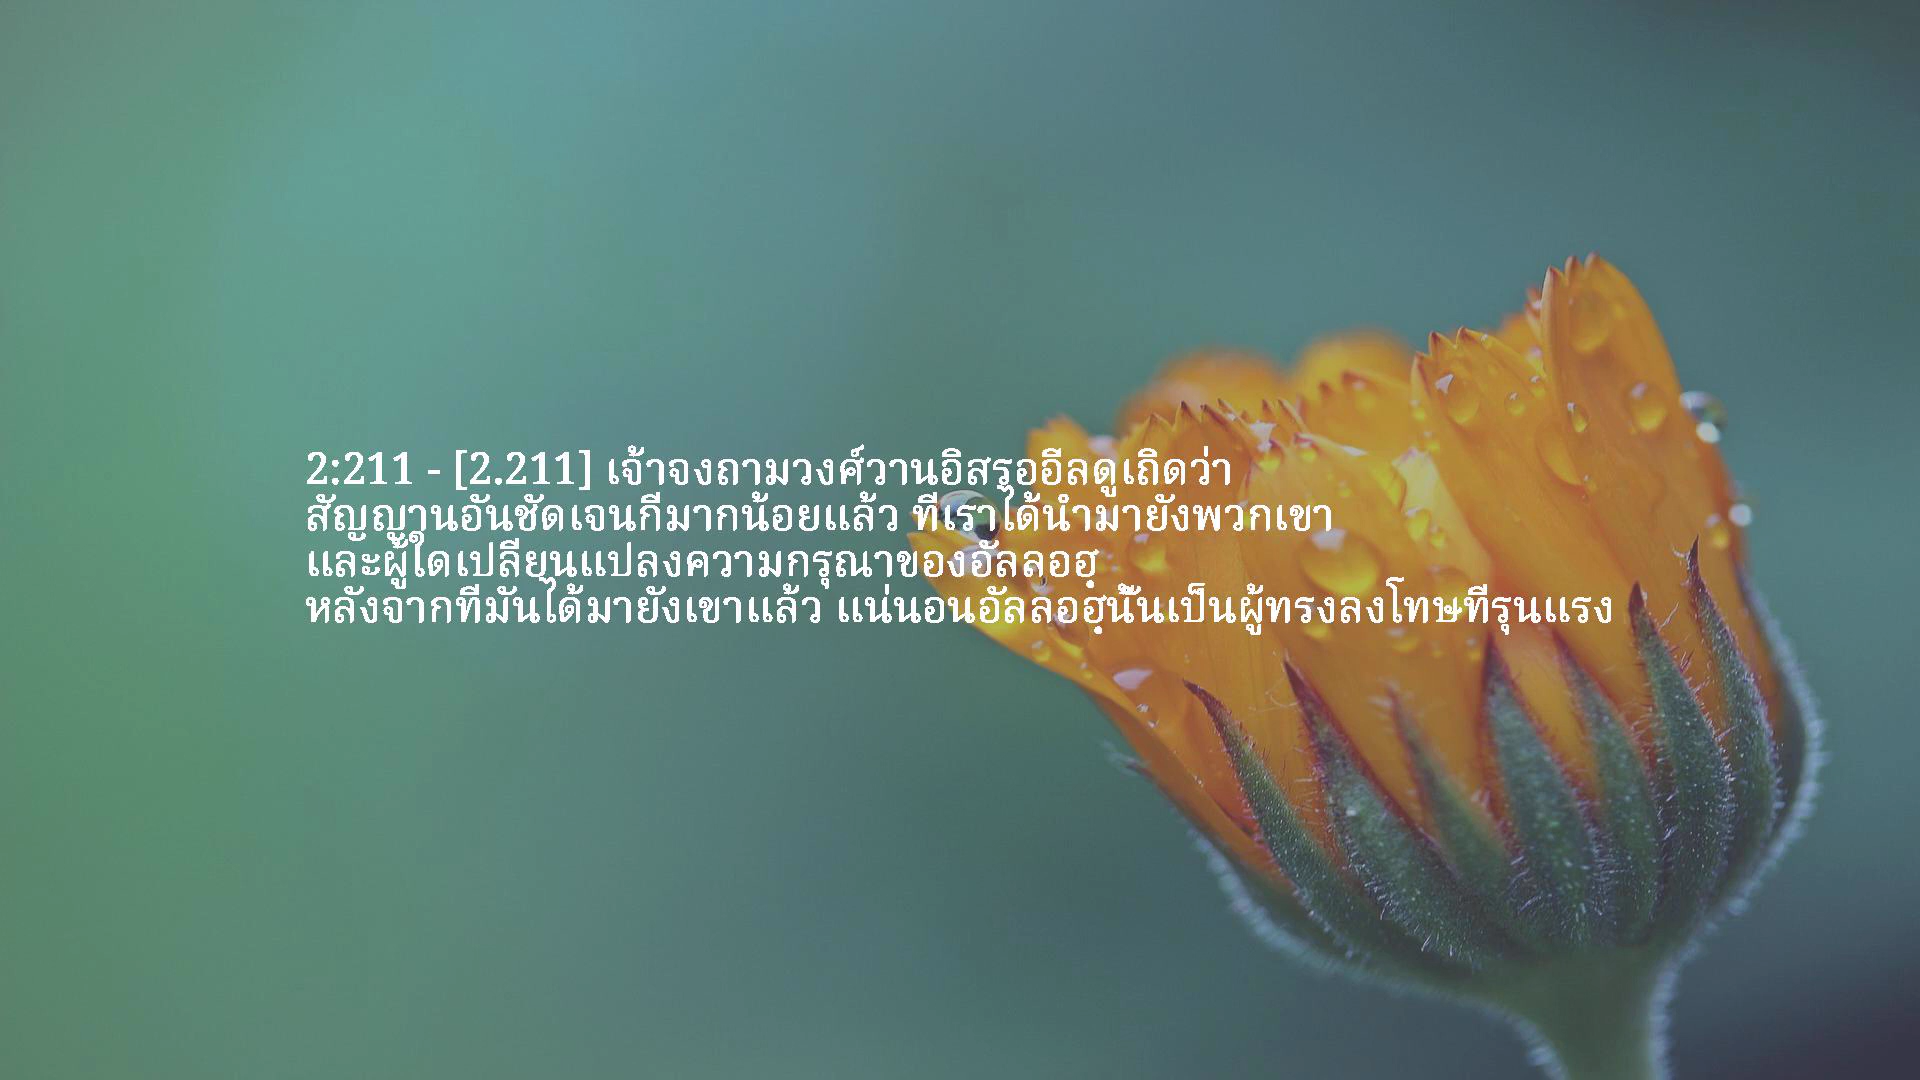 2:211 - [2.211] เจ้าจงถามวงศ์วานอิสรออีลดูเถิดว่า
สัญญานอันชัดเจนกี่มากน้อยแล้ว ที่เราได้นำมายังพวกเขา
และผู้ใดเปลี่ยนแปลงความกรุณาของอัลลอฮฺ
หลังจากที่มันได้มายังเขาแล้ว แน่นอนอัลลอฮฺนั้นเป็นผู้ทรงลงโทษที่รุนแรง